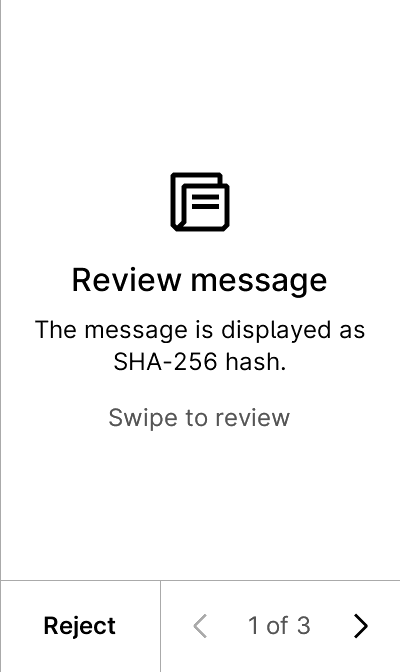 Review message
The message is displayed as
SHA-256 hash.
Swipe to review
Reject
1 of 3